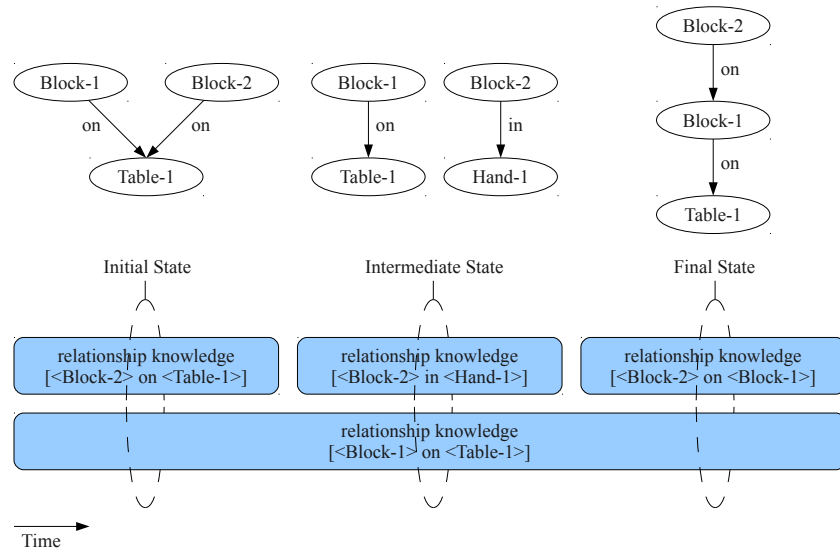 Block-2
Block-1
Block-2
Block-1
Block-2
on
on
on
on
in
Block-1
on
Table-1
Table-1
Hand-1
Table-1
Initial State
Intermediate State
Final State
relationship knowledge
[<Block-2> on <Table-1>]
relationship knowledge
[<Block-2> in <Hand-1>]
relationship knowledge
[<Block-2> on <Block-1>]
relationship knowledge
[<Block-1> on <Table-1>]
Time